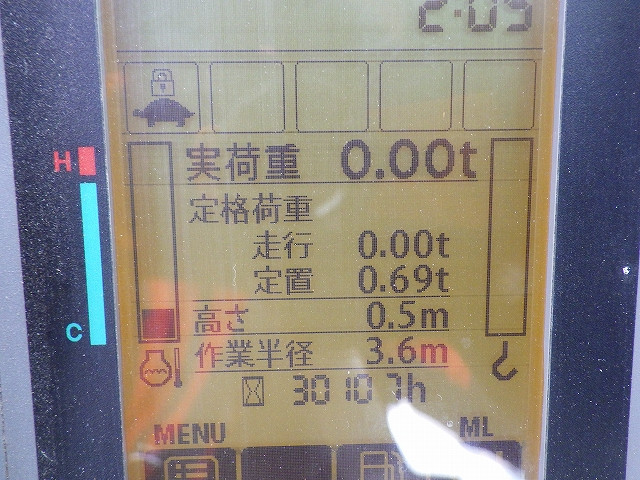 2:05
H
実荷重 0.00t
定格荷重
走行 0.00t
定置 0.69t
C
高さ 0.5m
作業半径 3.6m
30107h
MENU
ML